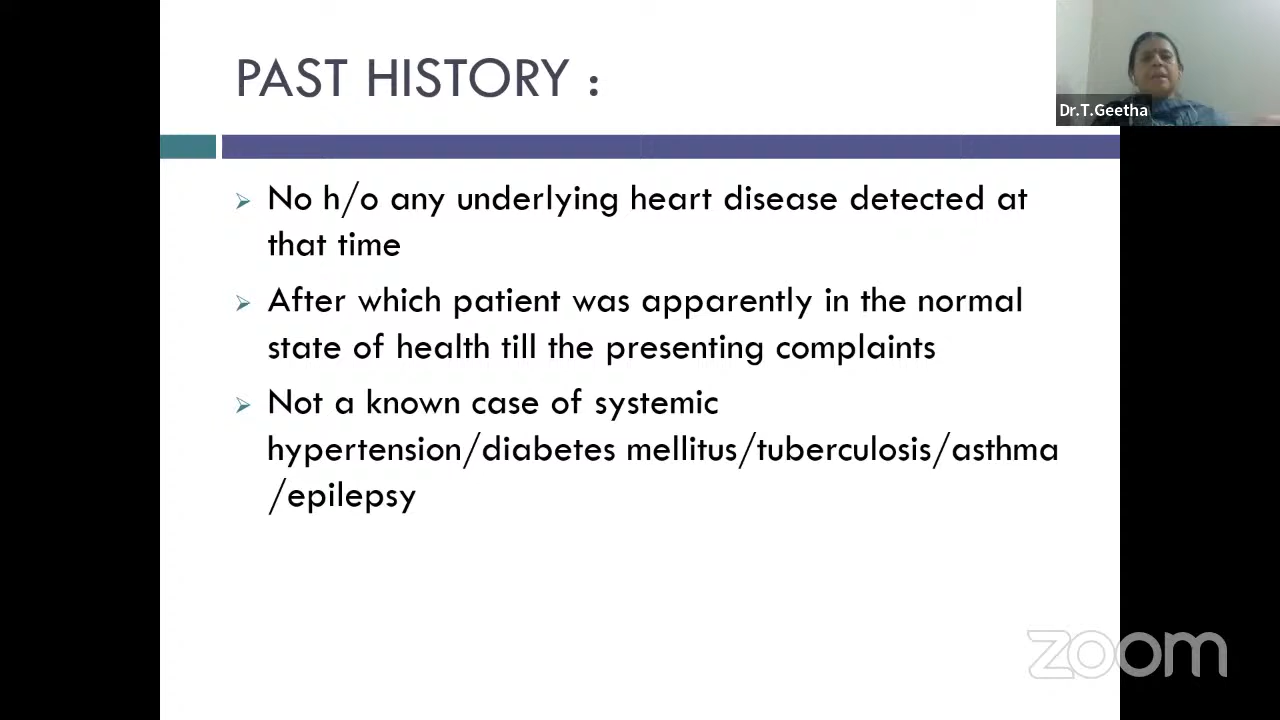 PAST HISTORY :
Dr.T.Geetha
No h/o any underlying heart disease detected at
that time
After which patient was apparently in the normal
state of health till the presenting complaints
Not a known case of systemic
hypertension/diabetes mellitus/tuberculosis/asthma
/epilepsy
zoom